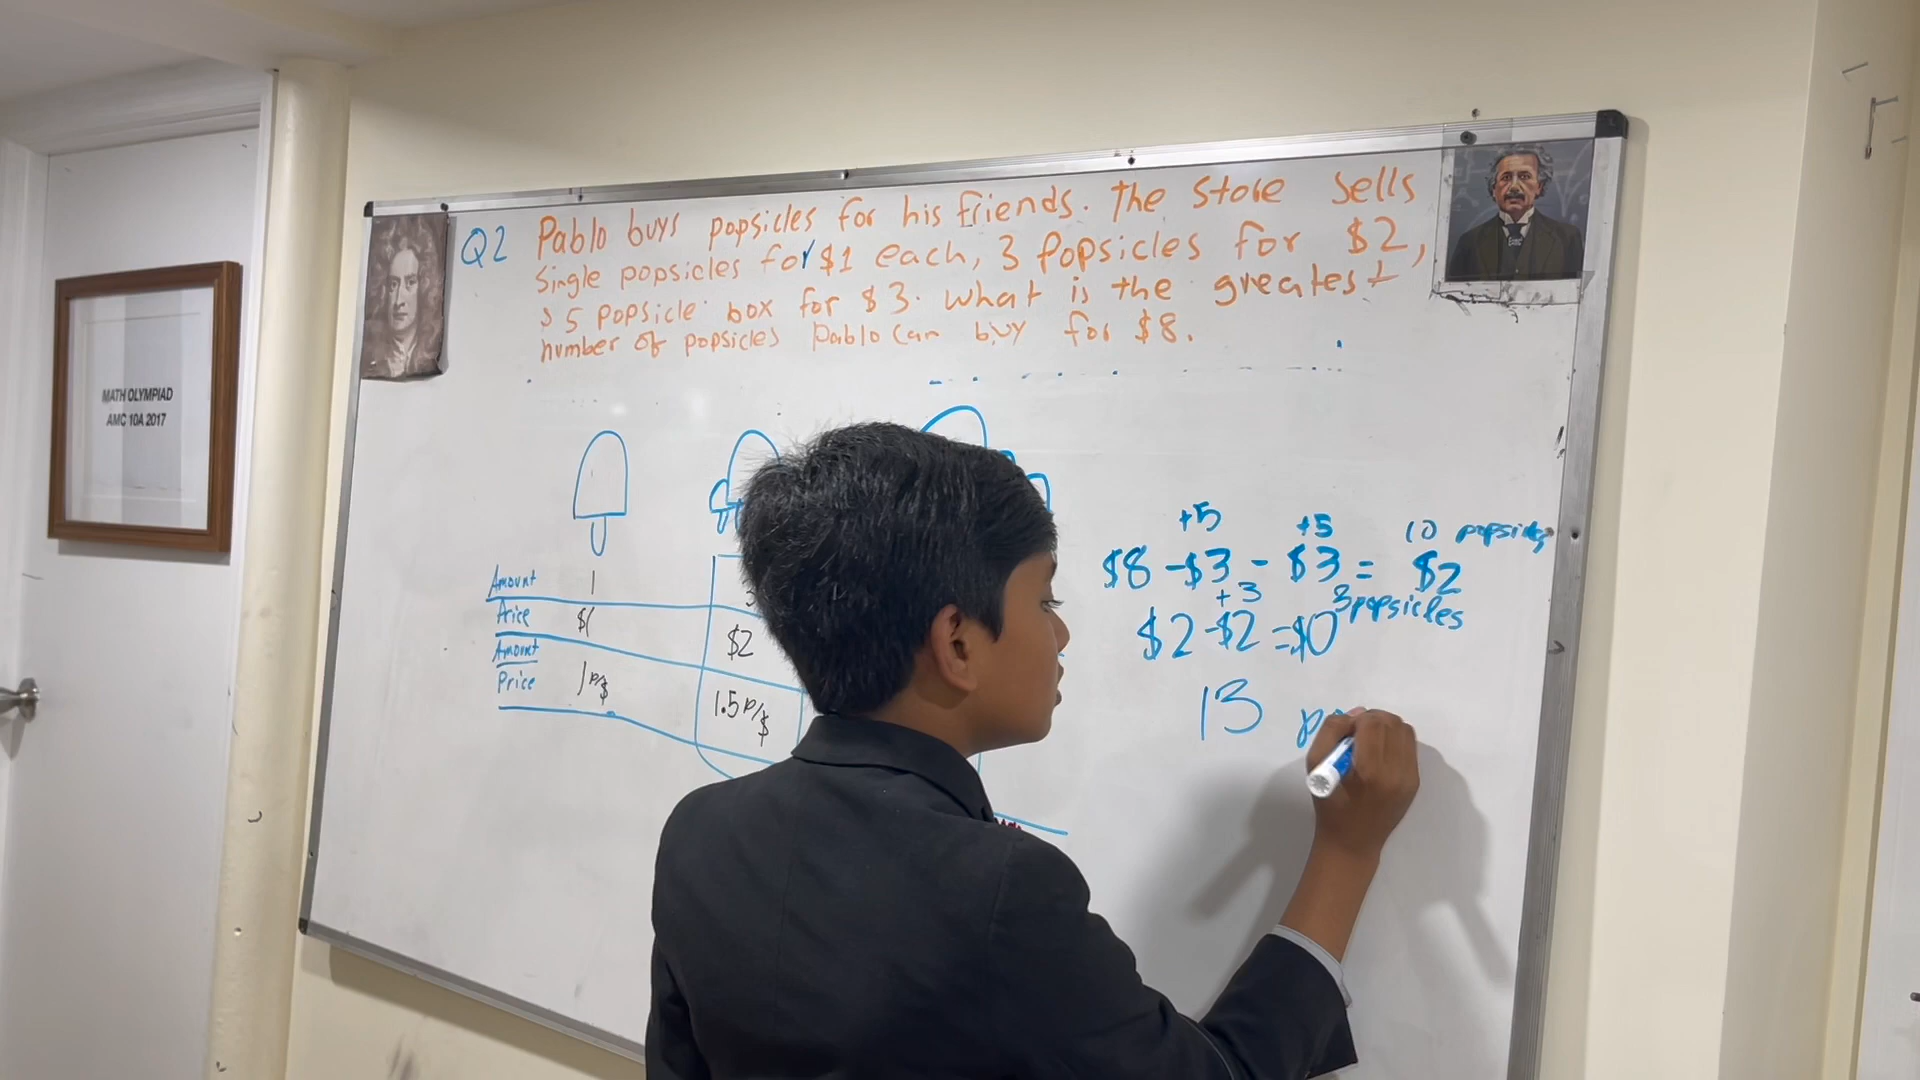 Q2 Pablo buys popsicles for his friends. The store sells
single popsicles for $1 each, 3 popsicles for $2,
5 popsicle box for $3. What is the greatest
number of popsicles Pablo can buy for $8.
MATH OLYMPIAD
AMC 10A 2017
Amount 1 3
Price $1 $2
Amount
Price 1 P/$ 1.5 P/$
+5 +5 10 popsicles
$8 - $3 - $3 = $2
+3 3 popsicles
$2 - $2 = $0
13